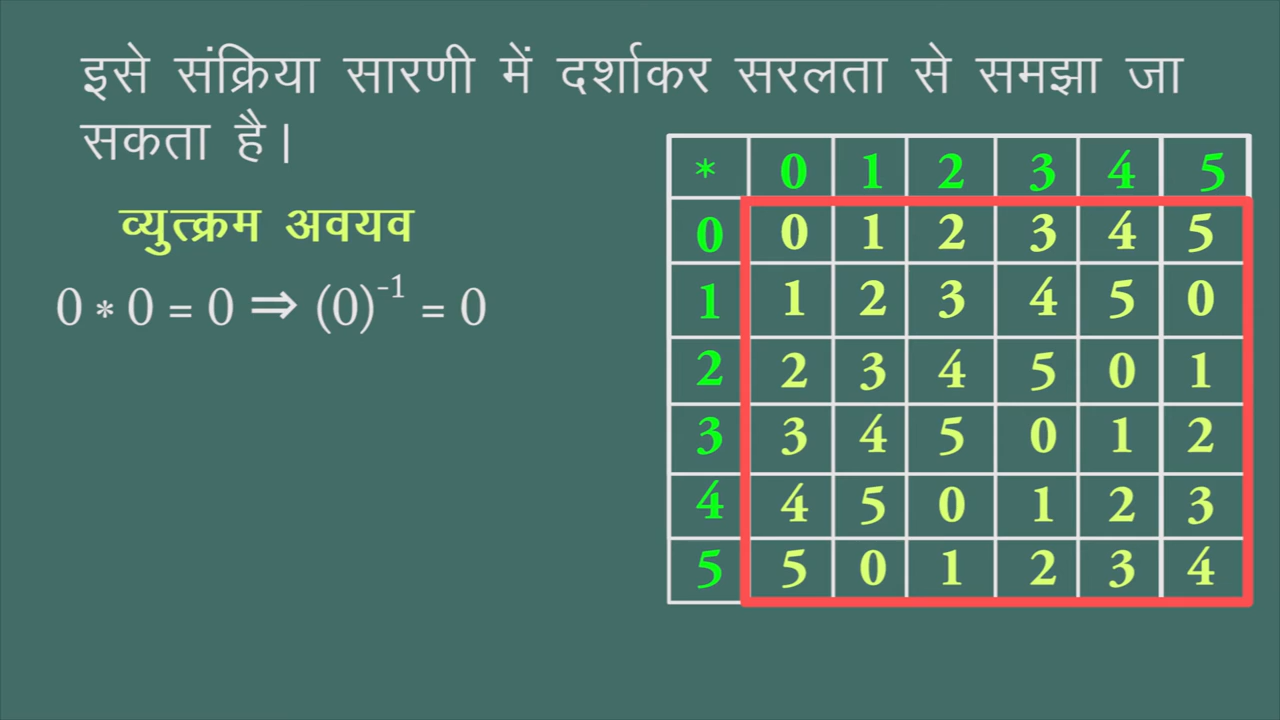 इसे संक्रिया सारणी में दर्शाकर सरलता से समझा जा
सकता है।
व्युत्क्रम अवयव
0 * 0 = 0 ⇒ (0)⁻¹ = 0
* 0 1 2 3 4 5
0 0 1 2 3 4 5
1 1 2 3 4 5 0
2 2 3 4 5 0 1
3 3 4 5 0 1 2
4 4 5 0 1 2 3
5 5 0 1 2 3 4